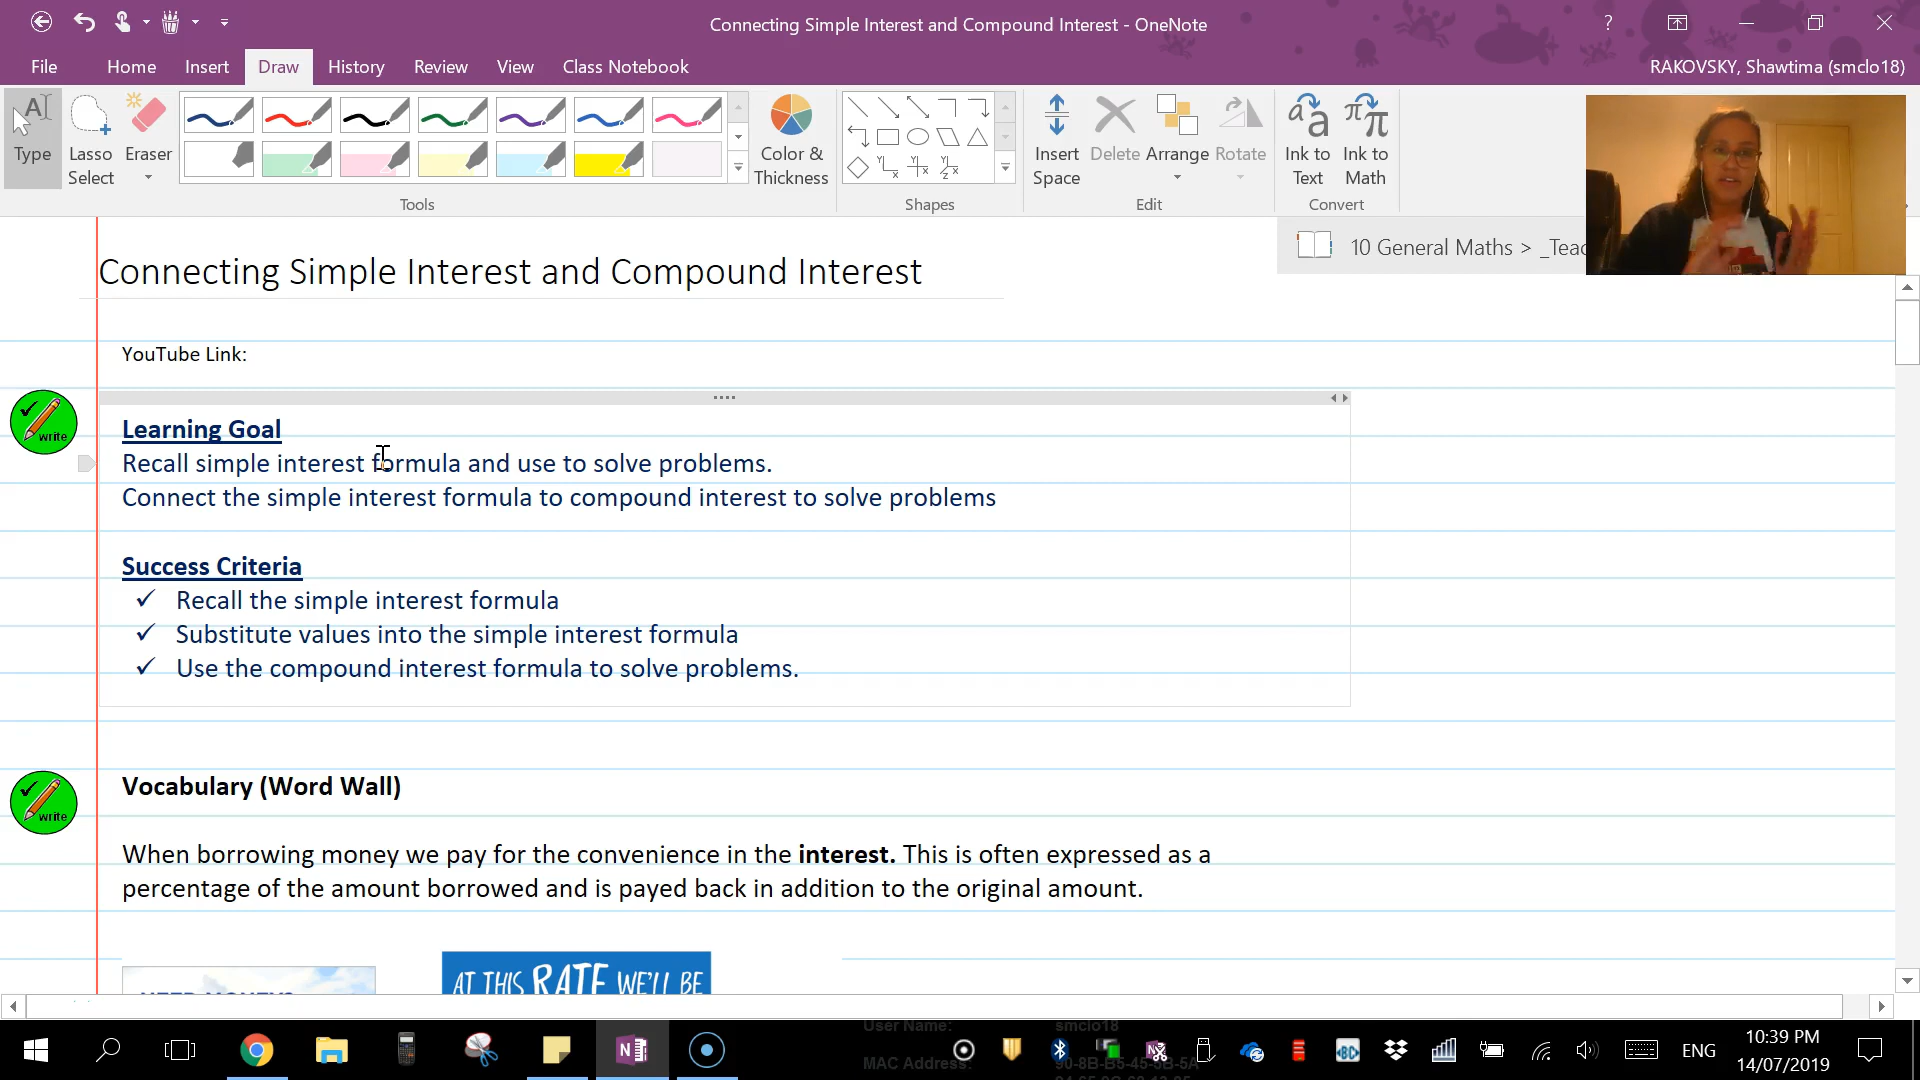 Connecting Simple Interest and Compound Interest - OneNote
?
File Home Insert Draw History Review View Class Notebook
RAKOVSKY, Shawtima (smclo18)
Type
Lasso Select
Eraser
Color & Thickness
Insert Space
Delete
Arrange
Rotate
Ink to Text
Ink to Math
Tools
Shapes
Edit
Convert
10 General Maths > _Teac
Connecting Simple Interest and Compound Interest
YouTube Link:
write
Learning Goal
Recall simple interest formula and use to solve problems.
Connect the simple interest formula to compound interest to solve problems
Success Criteria
✓ Recall the simple interest formula
✓ Substitute values into the simple interest formula
✓ Use the compound interest formula to solve problems.
write
Vocabulary (Word Wall)
When borrowing money we pay for the convenience in the interest. This is often expressed as a
percentage of the amount borrowed and is payed back in addition to the original amount.
AT THIS RATE WE'LL BE
User Name: smclo18
MAC Address:
ENG
10:39 PM
14/07/2019